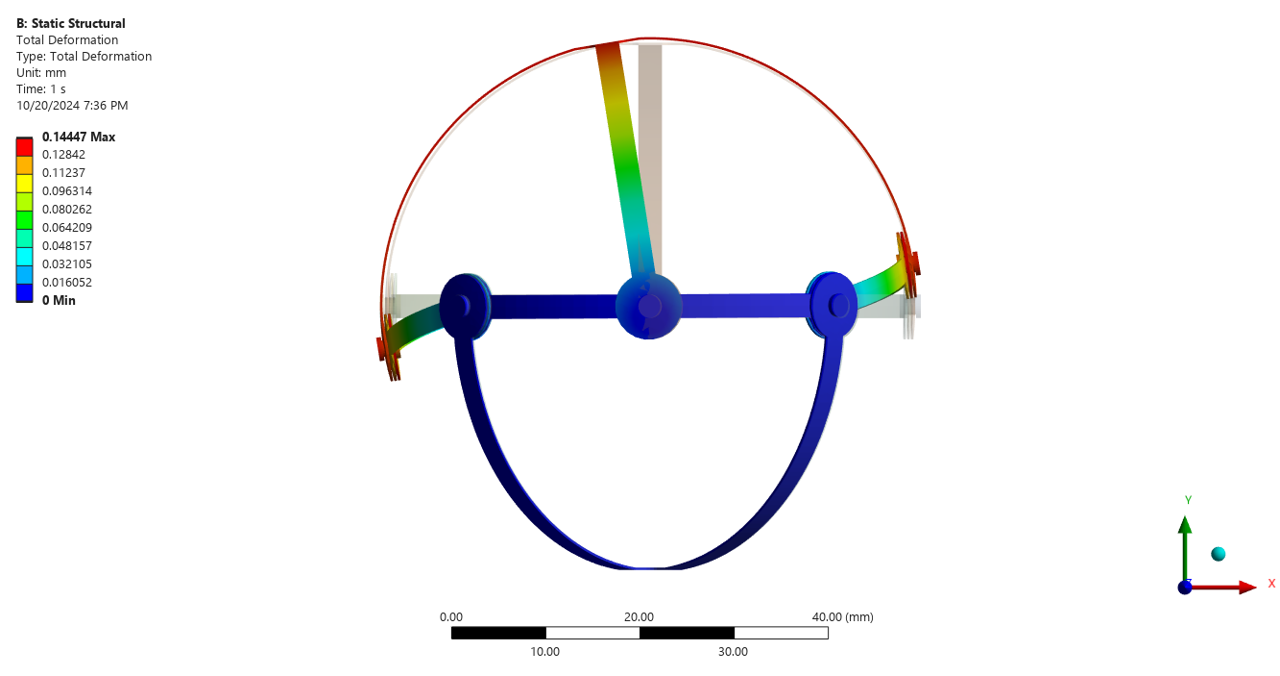 B: Static Structural
Total Deformation
Type: Total Deformation
Unit: mm
Time: 1 s
10/20/2024 7:36 PM
0.14447 Max
0.12842
0.11237
0.096314
0.080262
0.064209
0.048157
0.032105
0.016052
0 Min
Y
X
0.00 20.00 40.00 (mm)
10.00 30.00